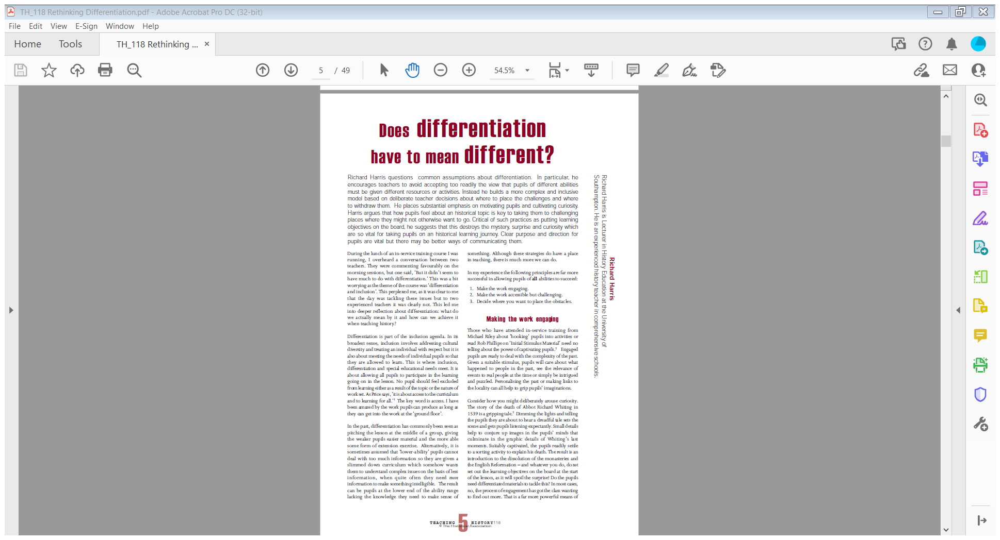 TH_118 Rethinking Differentiation.pdf - Adobe Acrobat Pro DC (32-bit)
File Edit View E-Sign Window Help
Home Tools TH_118 Rethinking ... ×
5 / 49 54.5%
Does differentiation
have to mean different?
Richard Harris questions common assumptions about differentiation. In particular, he
encourages teachers to avoid accepting too readily the view that pupils of different abilities
must be given different resources or activities. Instead he builds a more complex and inclusive
model based on deliberate teacher decisions about where to place the challenges and where
to withdraw them. He places substantial emphasis on motivating pupils and cultivating curiosity.
Harris argues that how pupils feel about an historical topic is key to taking them to challenging
places where they might not otherwise want to go. Critical of such practices as putting learning
objectives on the board, he suggests that this destroys the mystery, surprise and curiosity which
are so vital for taking pupils on an historical learning journey. Clear purpose and direction for
pupils are vital but there may be better ways of communicating them.
During the lunch of an in-service training course I was
running, I overheard a conversation between two
teachers. They were commenting favourably on the
morning sessions, but one said, 'But it didn't seem to
have much to do with differentiation.' This was a bit
worrying as the theme of the course was 'differentiation
and inclusion'. This perplexed me, as it was clear to me
that the day was tackling these issues but to two
experienced teachers it was clearly not. This led me
into deeper reflection about differentiation: what do
we actually mean by it and how can we achieve it
when teaching history?
Differentiation is part of the inclusion agenda. In its
broadest sense, inclusion involves addressing cultural
diversity and treating an individual with respect but it is
also about meeting the needs of individual pupils so that
they are allowed to learn. This is where inclusion,
differentiation and special educational needs meet. It is
about allowing all pupils to participate in the learning
going on in the lesson. No pupil should feel excluded
from learning either as a result of the topic or the nature of
work set. As Price says, 'it is about access to the curriculum
and to learning for all.'1 The key word is access. I have
been amazed by the work pupils can produce as long as
they can get into the work at the 'ground floor'.
In the past, differentiation has commonly been seen as
pitching the lesson at the middle of a group, giving
the weaker pupils easier material and the more able
some form of extension exercise. Alternatively, it is
sometimes assumed that 'lower-ability' pupils cannot
deal with too much information so they are given a
slimmed down curriculum which somehow wants
them to understand complex issues on the basis of less
information, when quite often they need more
information to make something intelligible. The result
can be pupils at the lower end of the ability range
lacking the knowledge they need to make sense of
something. Although these strategies do have a place
in teaching, there is much more we can do.
In my experience the following principles are far more
successful in allowing pupils of all abilities to succeed:
1. Make the work engaging.
2. Make the work accessible but challenging.
3. Decide where you want to place the obstacles.
Making the work engaging
Those who have attended in-service training from
Michael Riley about 'hooking' pupils into activities or
read Rob Phillips on 'Initial Stimulus Material' need no
telling about the power of captivating pupils.2 Engaged
pupils are ready to deal with the complexity of the past.
Given a suitable stimulus, pupils will care about what
happened to people in the past, see the relevance of
events to real people at the time or simply be intrigued
and puzzled. Personalising the past or making links to
the locality can all help to grip pupils' imaginations.
Consider how you might deliberately arouse curiosity.
The story of the death of Abbot Richard Whiting in
1539 is a gripping tale.3 Dimming the lights and telling
the pupils they are about to hear a dreadful tale sets the
scene and gets pupils listening expectantly. Small details
help to conjure up images in the pupils' minds that
culminate in the graphic details of Whiting's last
moments. Suitably captivated, the pupils readily settle
to a sorting activity to explain his death. The result is an
introduction to the dissolution of the monasteries and
the English Reformation – and whatever you do, do not
set out the learning objectives on the board at the start
of the lesson, as it will spoil the surprise! Do the pupils
need differentiated materials to tackle this? In most cases,
no, the process of engagement has got the class wanting
to find out more. That is a far more powerful means of
Richard Harris
Richard Harris is Lecturer in History Education at the University of
Southampton. He is an experienced history teacher in comprehensive schools.
TEACHING 5 HISTORY118
© The Historical Association